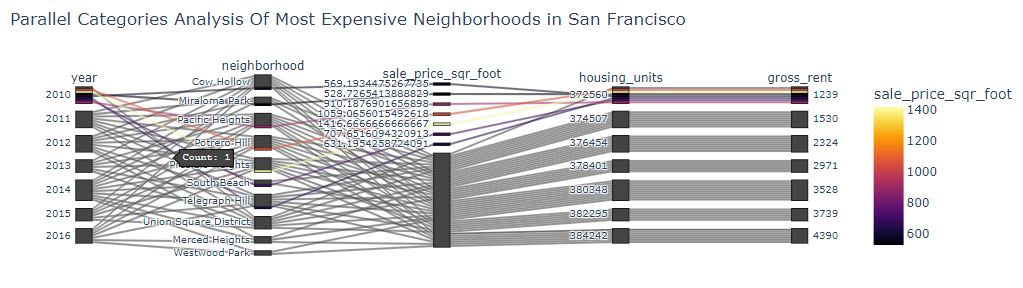 Parallel Categories Analysis Of Most Expensive Neighborhoods in San Francisco
year
neighborhood
sale_price_sqr_foot
housing_units
gross_rent
2010
2011
2012
2013
2014
2015
2016
Cow Hollow
Miraloma Park
Pacific Heights
Potrero Hill
Heights
South Beach
Telegraph Hill
Union Square District
Merced Heights
Westwood Park
Count: 1
569.1934475267735
528.7265413888829
910.1876901656898
1059.0656015492618
1416.6666666666667
707.6516094320913
631.1954258724091
372560
374507
376454
378401
380348
382295
384242
1239
1530
2324
2971
3528
3739
4390
sale_price_sqr_foot
1400
1200
1000
800
600